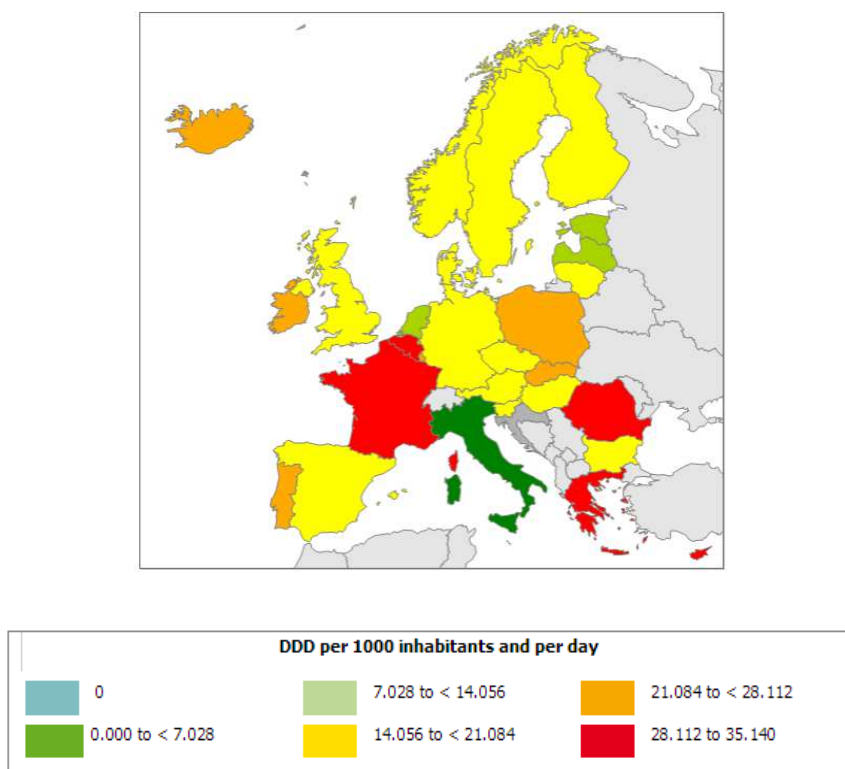 DDD per 1000 inhabitants and per day
0
7.028 to < 14.056
21.084 to < 28.112
0.000 to < 7.028
14.056 to < 21.084
28.112 to 35.140